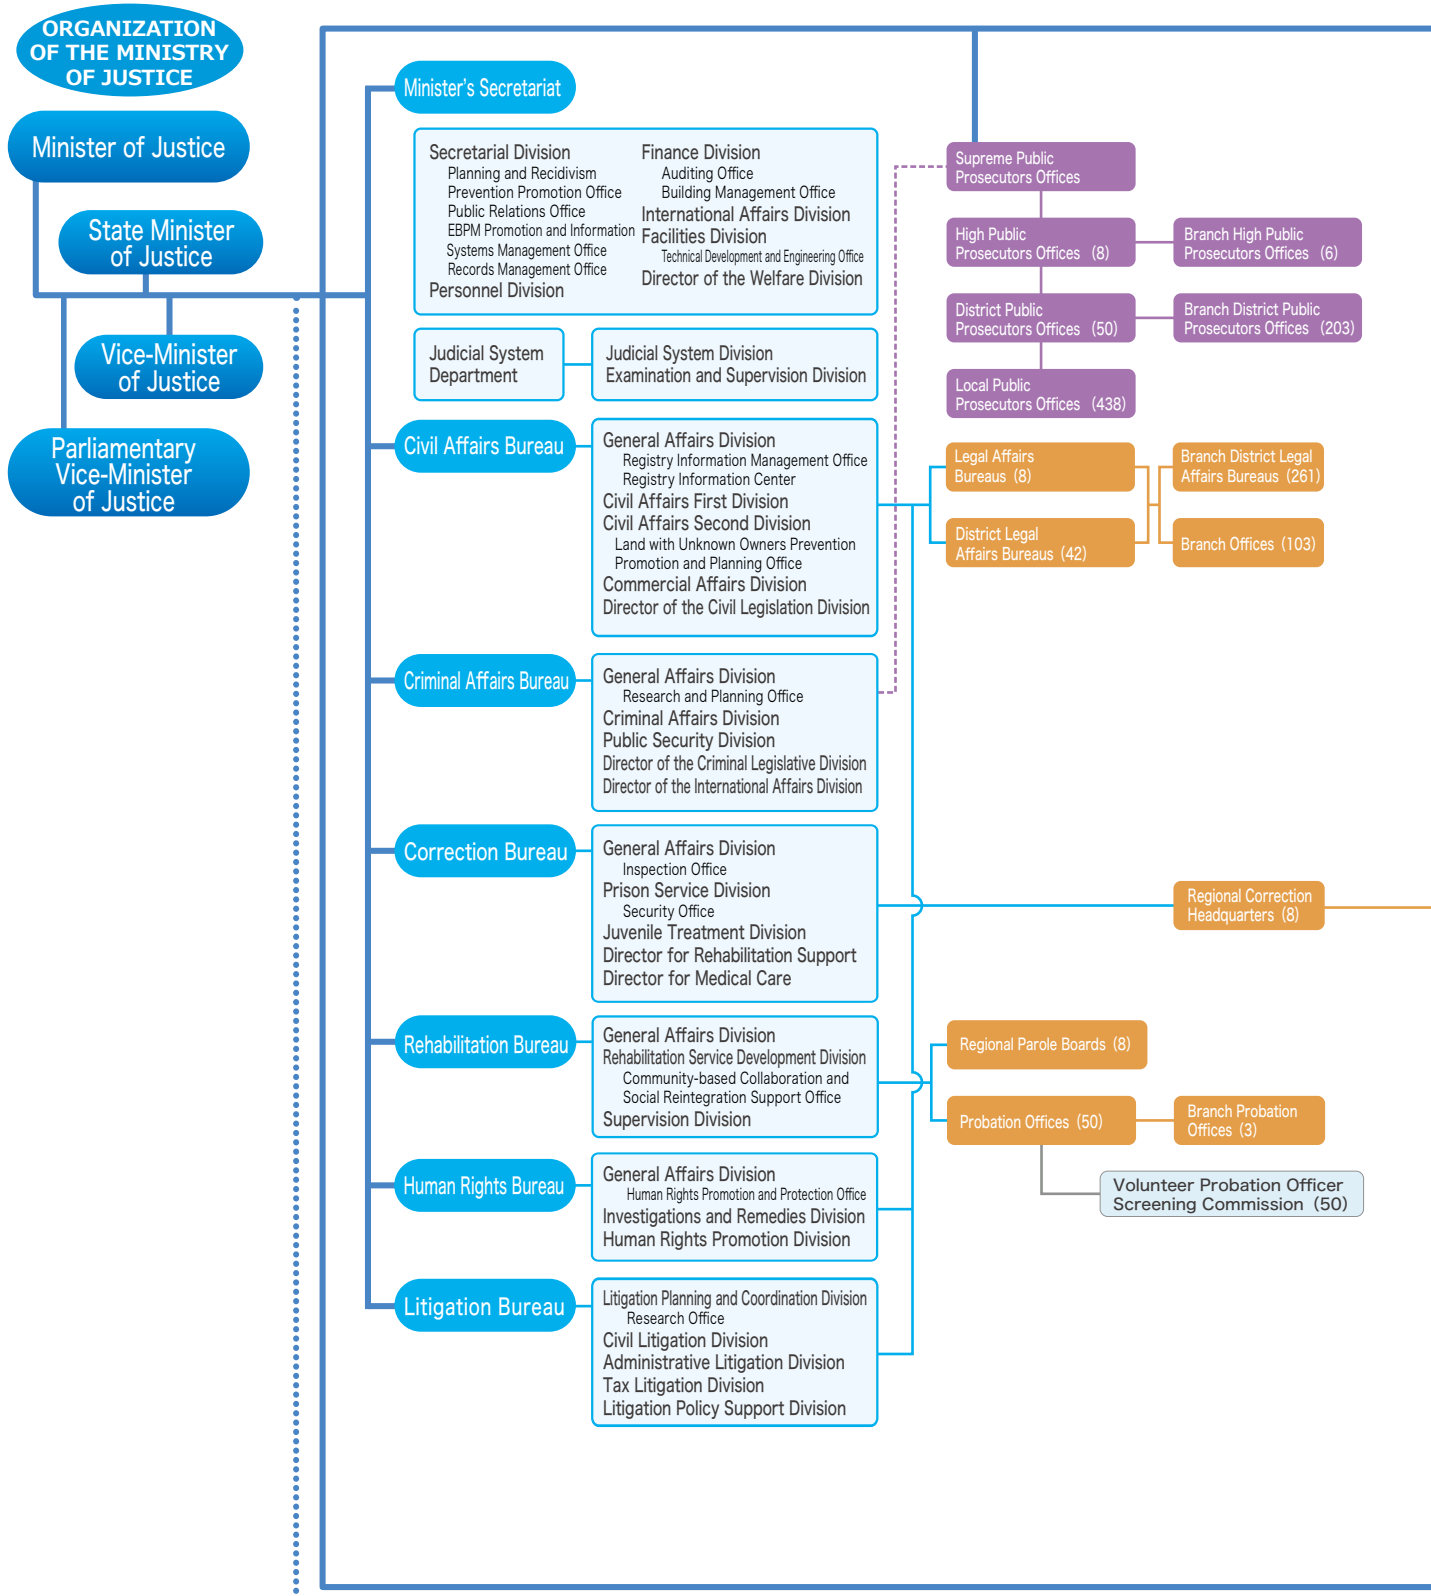 ORGANIZATION
OF THE MINISTRY
OF JUSTICE
Minister of Justice
State Minister
of Justice
Vice-Minister
of Justice
Parliamentary
Vice-Minister
of Justice
Minister's Secretariat
Secretarial Division
Planning and Recidivism
Prevention Promotion Office
Public Relations Office
EBPM Promotion and Information
Systems Management Office
Records Management Office
Personnel Division
Finance Division
Auditing Office
Building Management Office
International Affairs Division
Facilities Division
Technical Development and Engineering Office
Director of the Welfare Division
Judicial System
Department
Judicial System Division
Examination and Supervision Division
Civil Affairs Bureau
General Affairs Division
Registry Information Management Office
Registry Information Center
Civil Affairs First Division
Civil Affairs Second Division
Land with Unknown Owners Prevention
Promotion and Planning Office
Commercial Affairs Division
Director of the Civil Legislation Division
Criminal Affairs Bureau
General Affairs Division
Research and Planning Office
Criminal Affairs Division
Public Security Division
Director of the Criminal Legislative Division
Director of the International Affairs Division
Correction Bureau
General Affairs Division
Inspection Office
Prison Service Division
Security Office
Juvenile Treatment Division
Director for Rehabilitation Support
Director for Medical Care
Rehabilitation Bureau
General Affairs Division
Rehabilitation Service Development Division
Community-based Collaboration and
Social Reintegration Support Office
Supervision Division
Human Rights Bureau
General Affairs Division
Human Rights Promotion and Protection Office
Investigations and Remedies Division
Human Rights Promotion Division
Litigation Bureau
Litigation Planning and Coordination Division
Research Office
Civil Litigation Division
Administrative Litigation Division
Tax Litigation Division
Litigation Policy Support Division
Supreme Public
Prosecutors Offices
High Public
Prosecutors Offices (8)
Branch High Public
Prosecutors Offices (6)
District Public
Prosecutors Offices (50)
Branch District Public
Prosecutors Offices (203)
Local Public
Prosecutors Offices (438)
Legal Affairs
Bureaus (8)
Branch District Legal
Affairs Bureaus (261)
District Legal
Affairs Bureaus (42)
Branch Offices (103)
Regional Correction
Headquarters (8)
Regional Parole Boards (8)
Probation Offices (50)
Branch Probation
Offices (3)
Volunteer Probation Officer
Screening Commission (50)